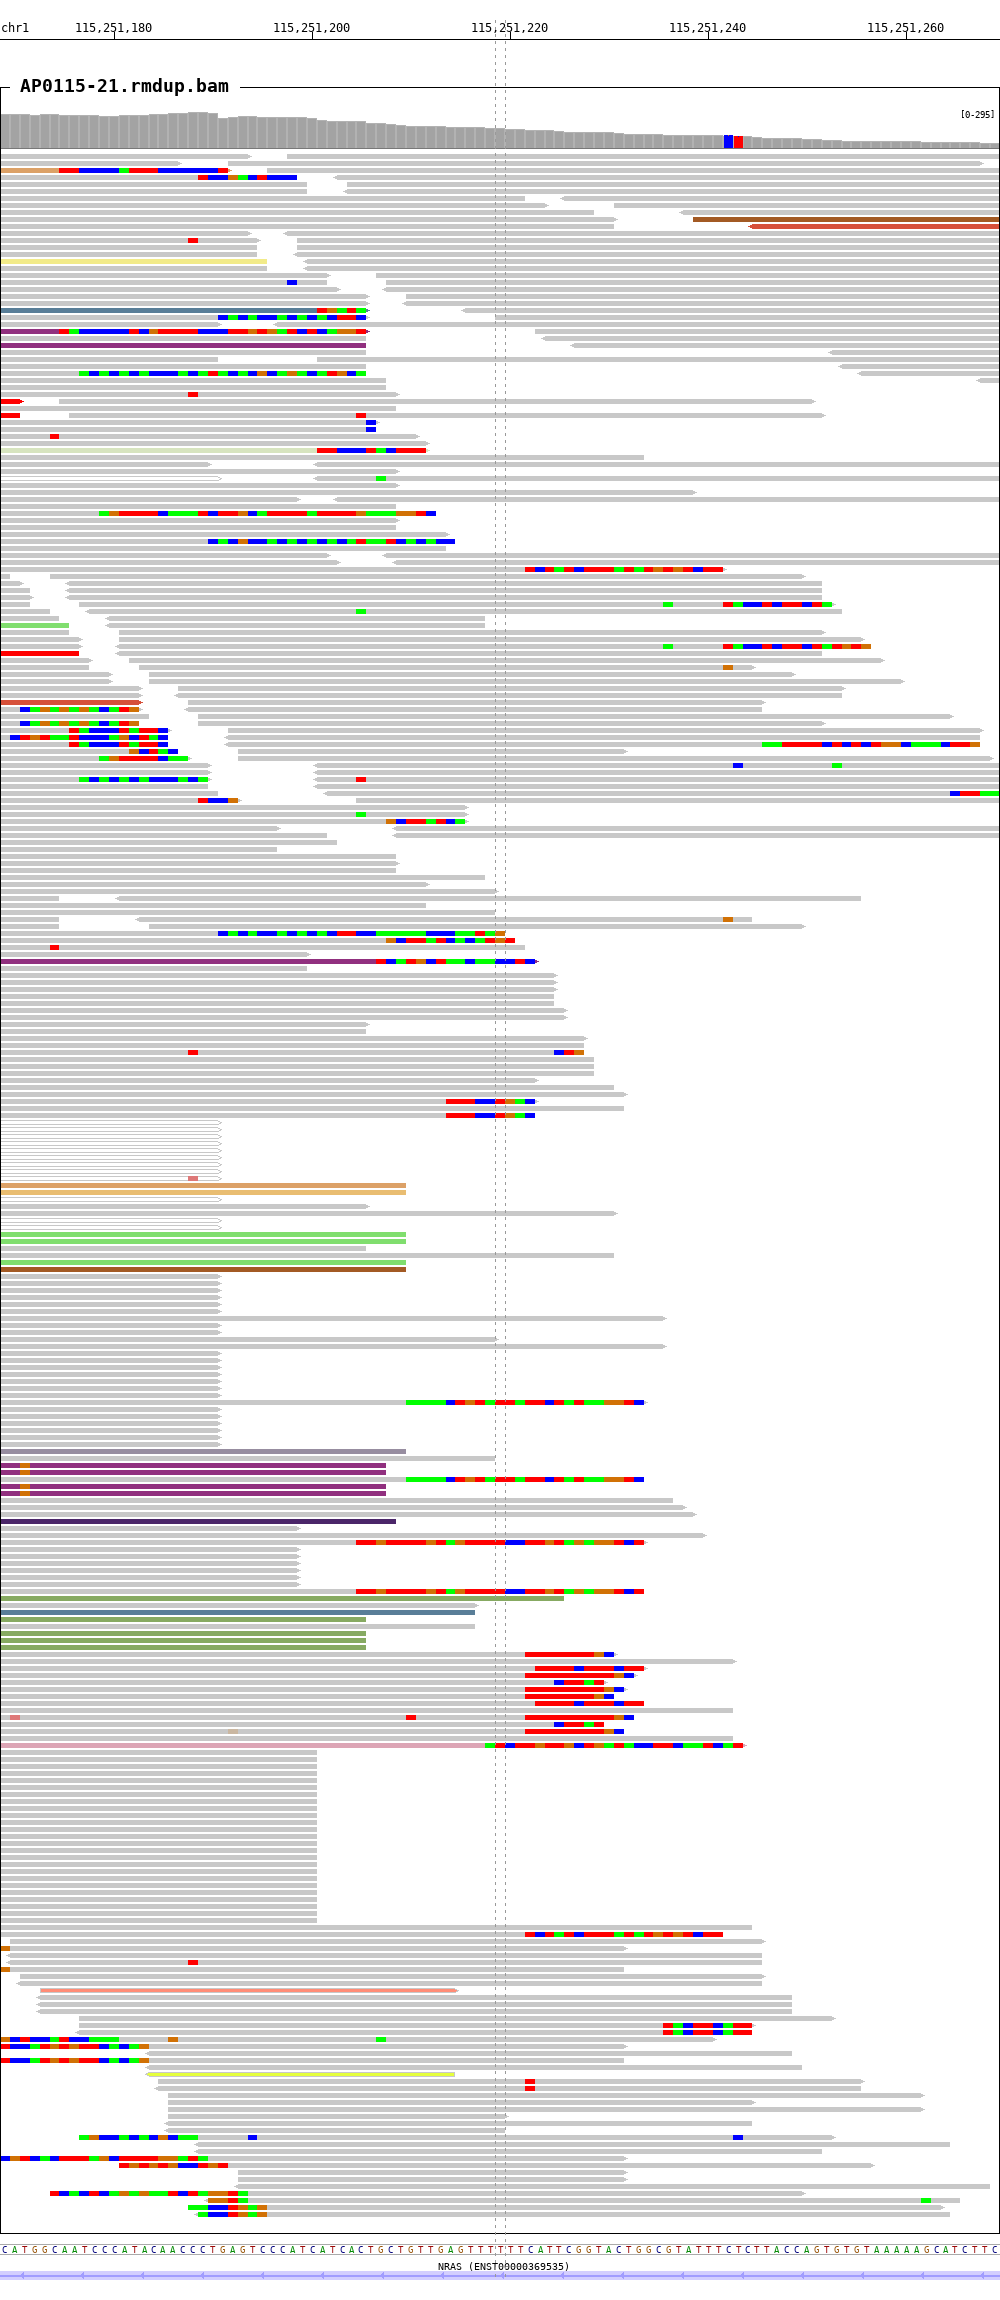 chr1 115,251,180 115,251,200 115,251,220 115,251,240 115,251,260
AP0115-21.rmdup.bam
[0-295]
C A T G G C A A T C C C A T A C A A C C C T G A G T C C C A T C A T C A C T G C T G T T G A G T T T T T T C A T T C G G T A C T G G C G T A T T T C T C T T A C C A G T G T G T A A A A A G C A T C T T C
NRAS (ENST00000369535)